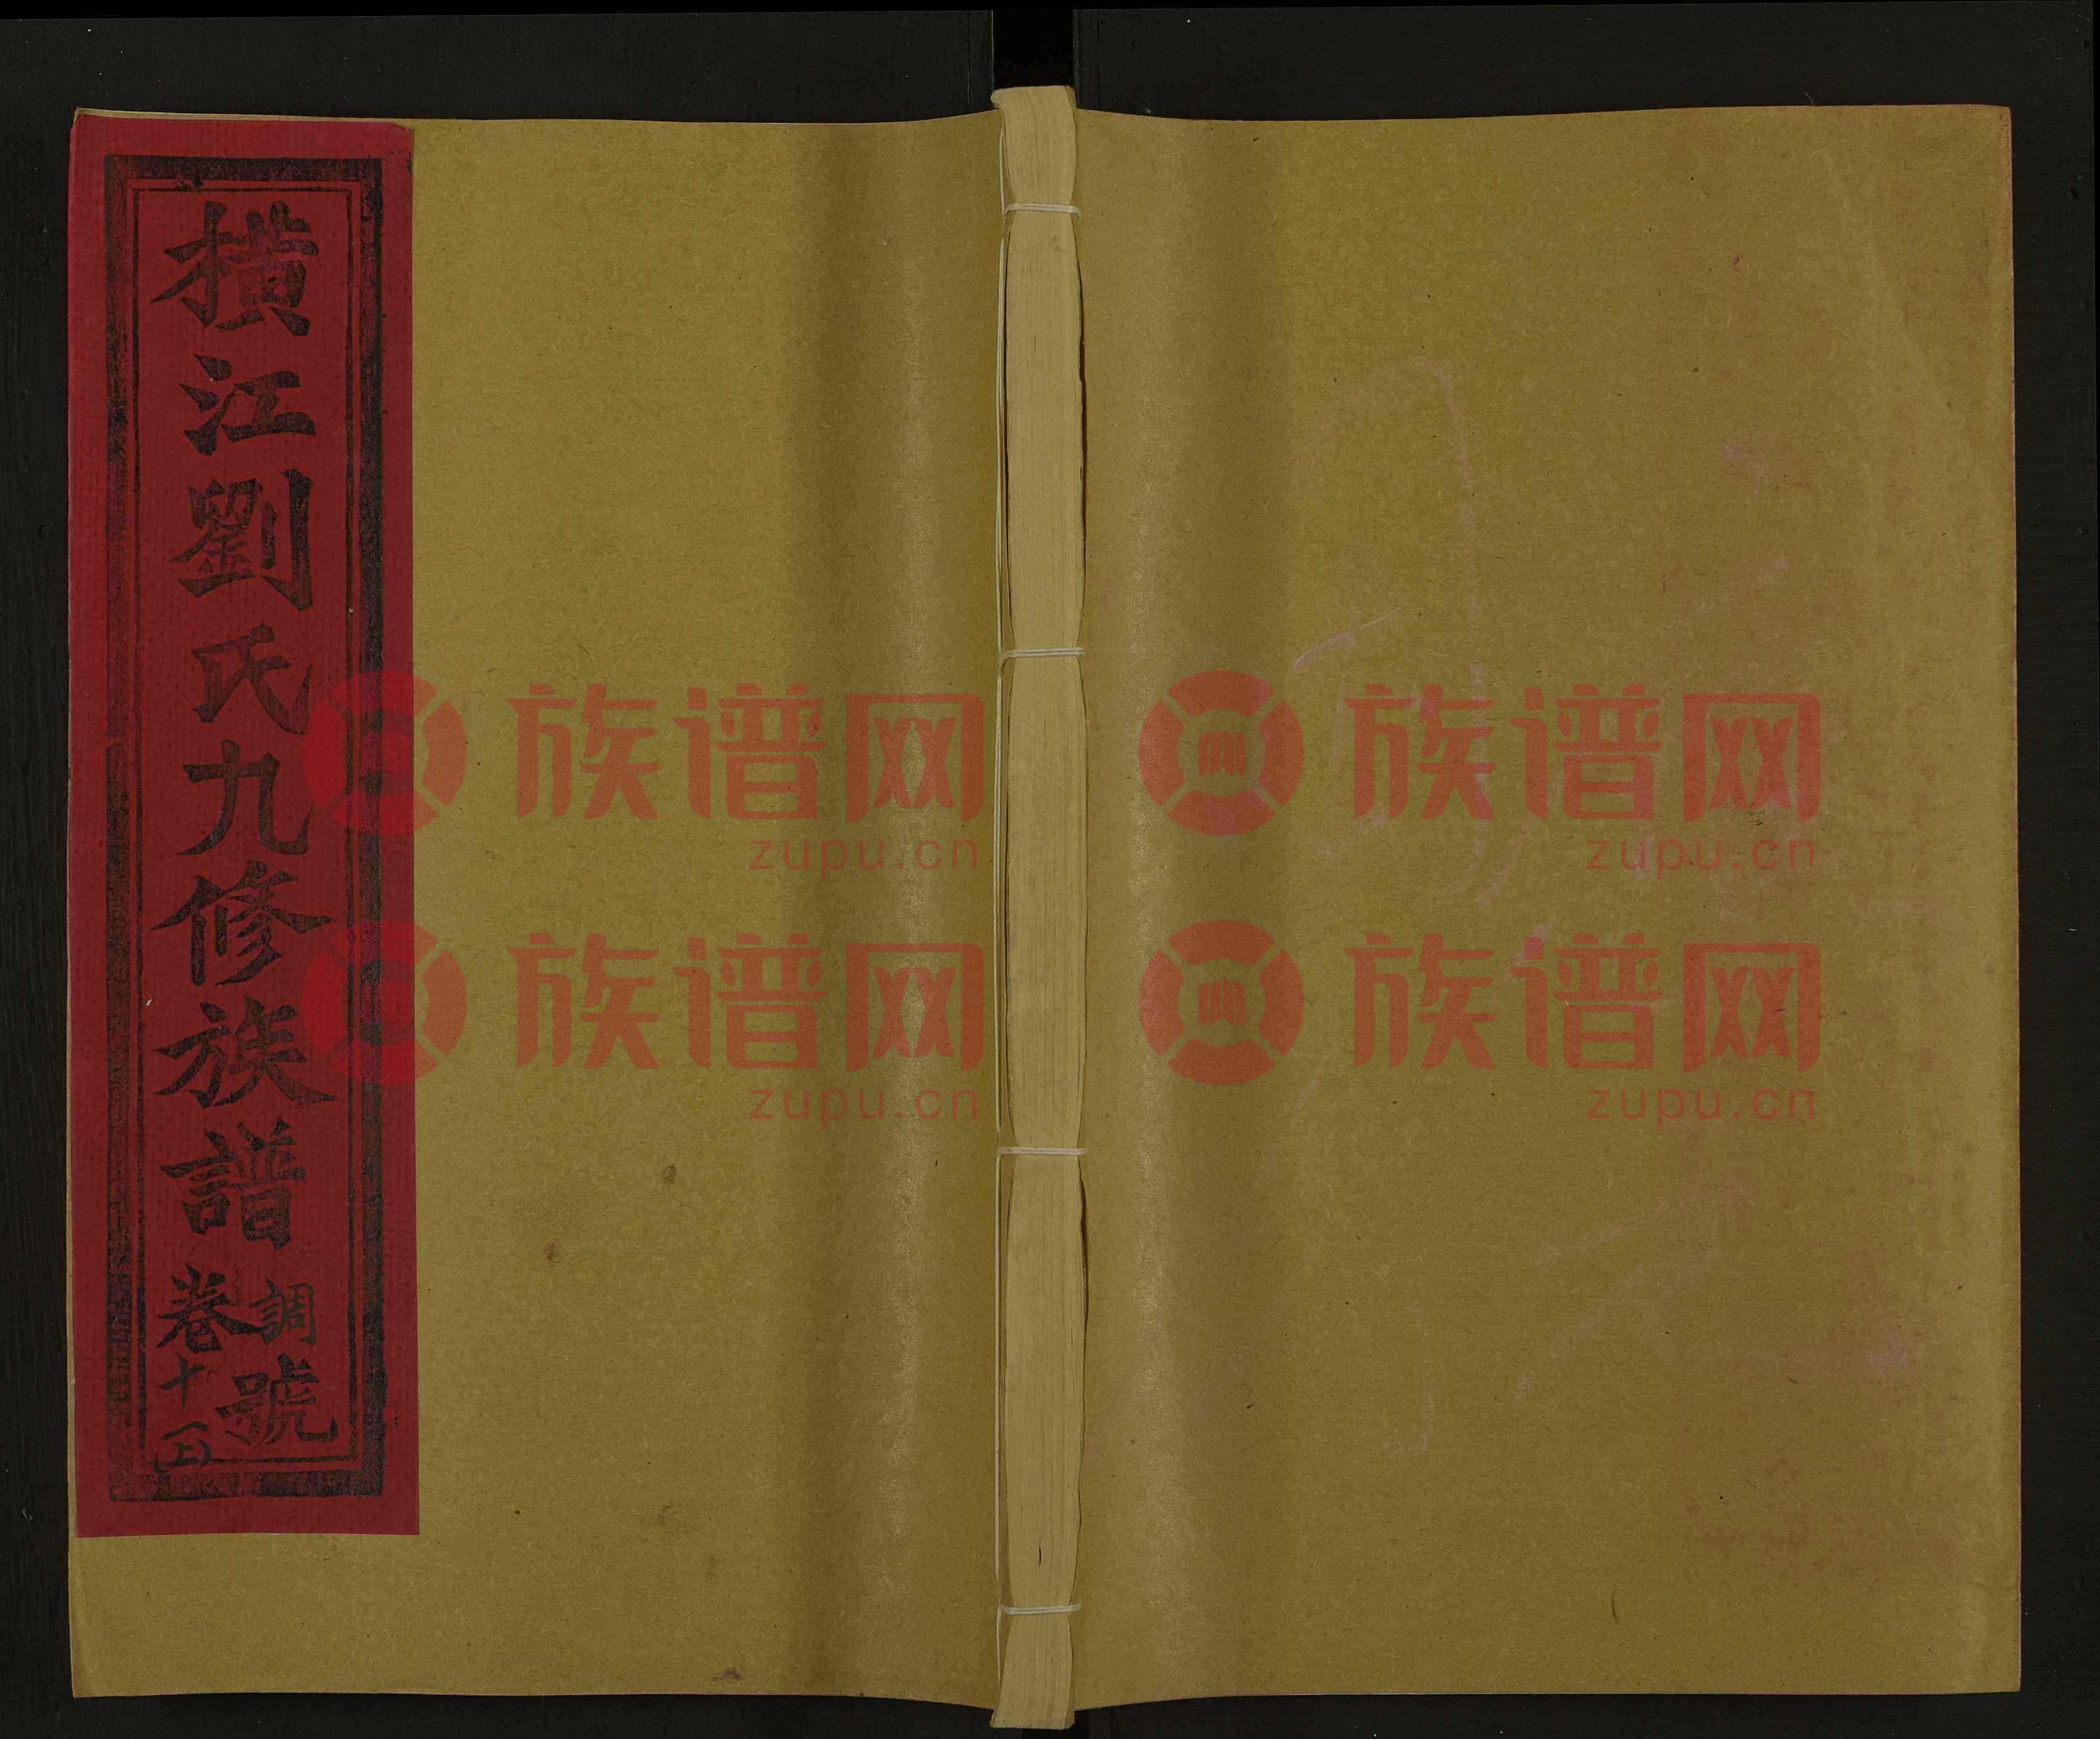 橫江劉氏九修族譜
調號
卷十(上)
族谱网 族谱网
zupu.cn zupu.cn
族谱网 族谱网
zupu.cn zupu.cn